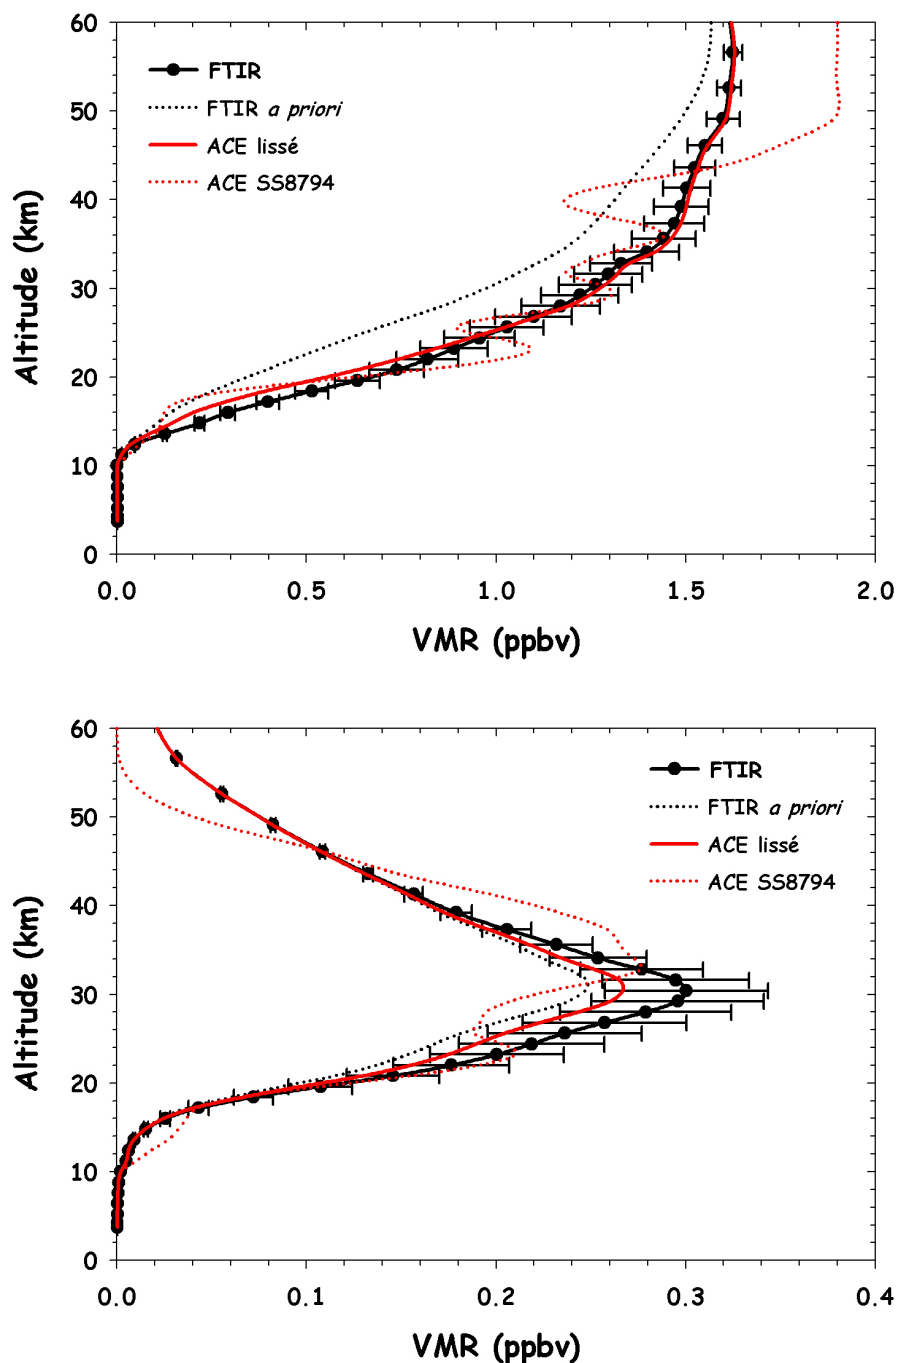 60
50
40
30
20
10
0
Altitude (km)
FTIR
FTIR a priori
ACE lissé
ACE SS8794
0.0 0.5 1.0 1.5 2.0
VMR (ppbv)
60
50
40
30
20
10
0
Altitude (km)
FTIR
FTIR a priori
ACE lissé
ACE SS8794
0.0 0.1 0.2 0.3 0.4
VMR (ppbv)